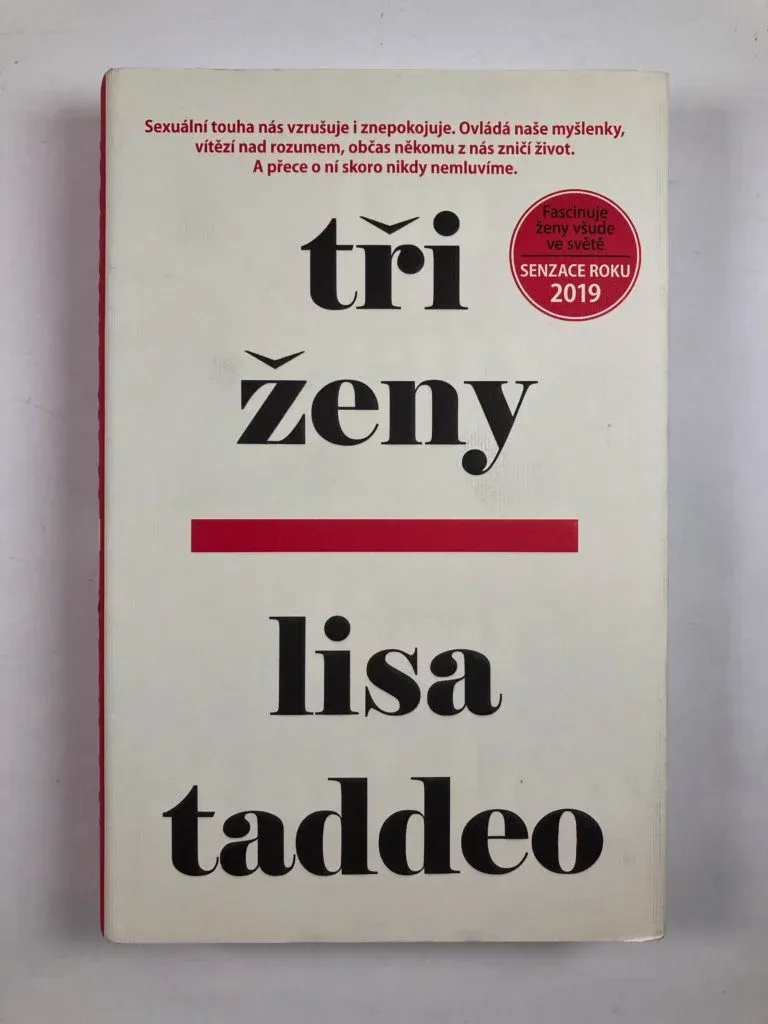 Sexuální touha nás vzrušuje i znepokojuje. Ovládá naše myšlenky,
vítězí nad rozumem, občas někomu z nás zničí život.
A přece o ní skoro nikdy nemluvíme.
tři
ženy
Fascinuje
ženy všude
ve světě
SENZACE ROKU
2019
lisa
taddeo